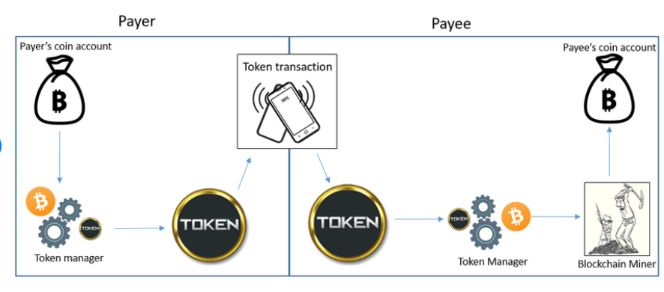 Payer
Payee
Payer's coin account
Token transaction
Payee's coin account
NFC
TOKEN
Token manager
TOKEN
TOKEN
TOKEN
Token Manager
Blockchain Miner